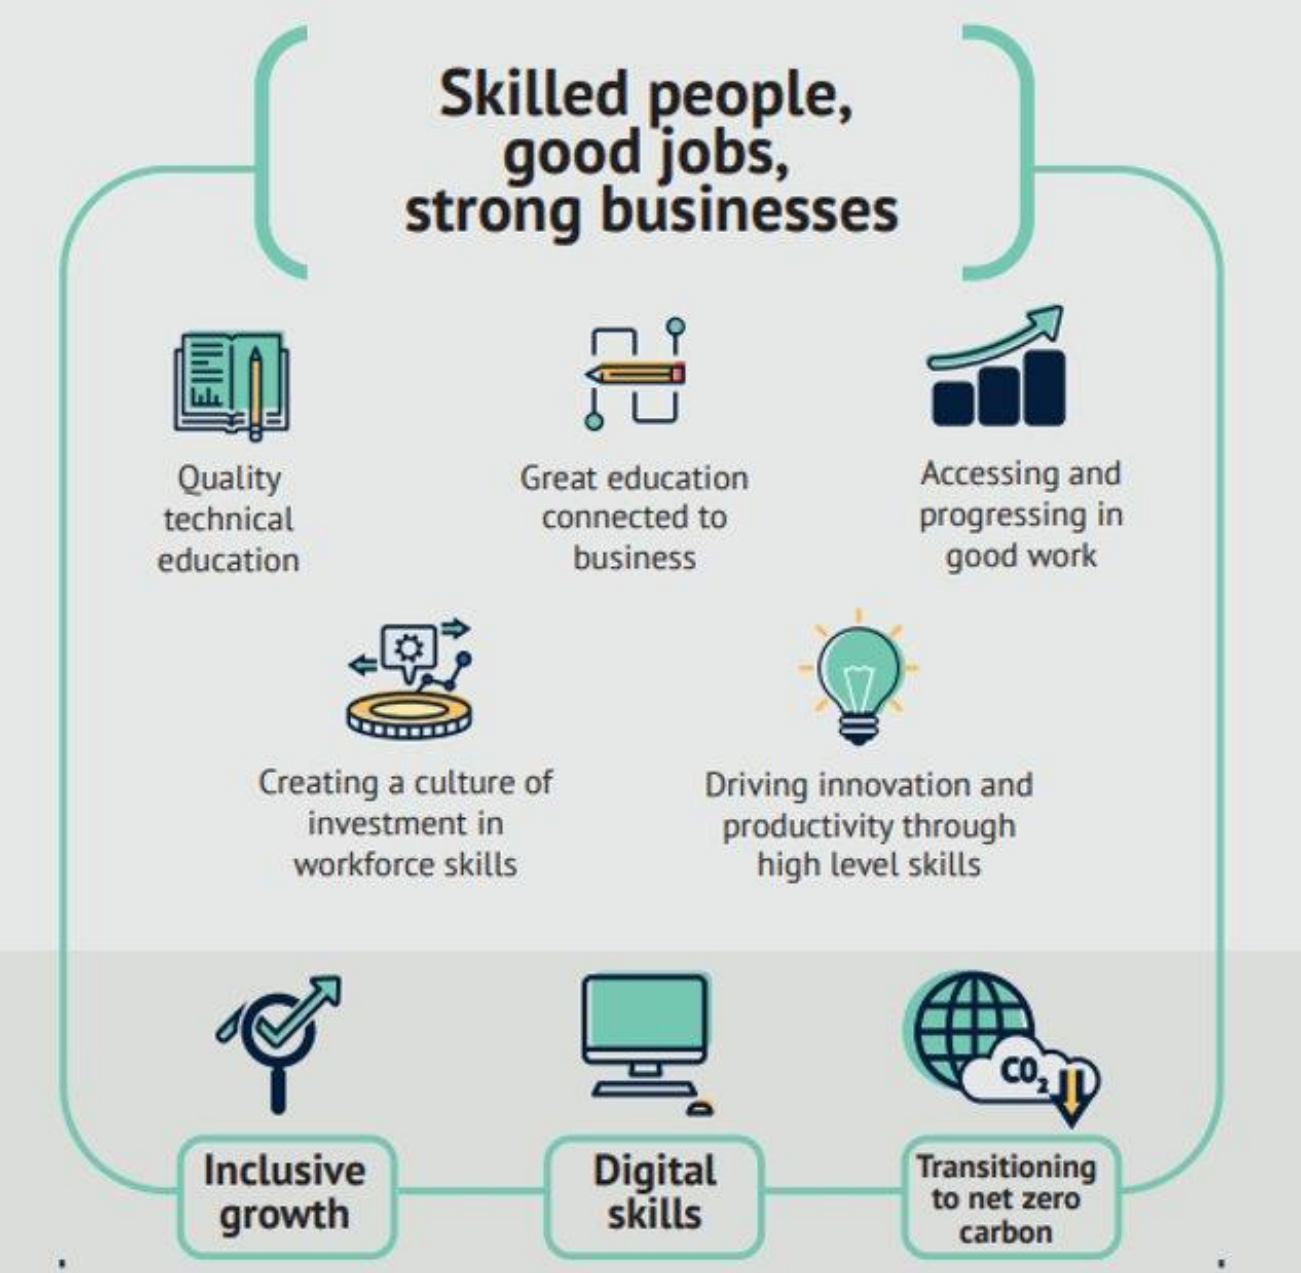 Skilled people,
good jobs,
strong businesses
Quality
technical
education
Great education
connected to
business
Accessing and
progressing in
good work
Creating a culture of
investment in
workforce skills
Driving innovation and
productivity through
high level skills
CO₂
Inclusive
growth
Digital
skills
Transitioning
to net zero
carbon